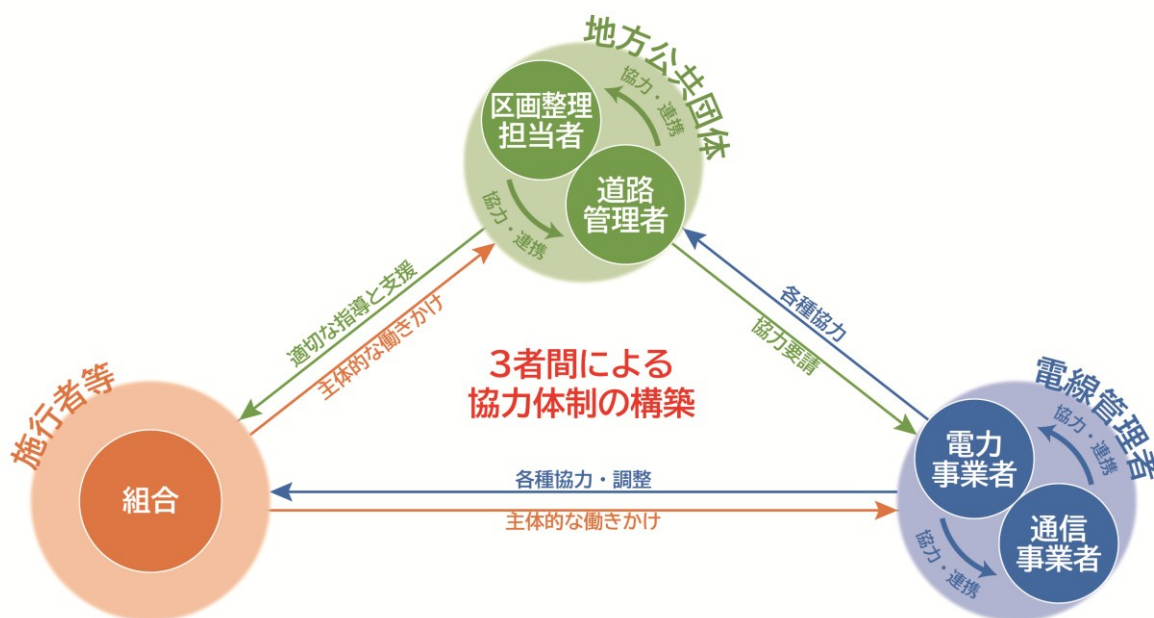 地方公共団体
区画整理
担当者
協力・連携
道路
管理者
協力・連携
適切な指導と支援
主体的な働きかけ
各種協力
協力要請
3者間による
協力体制の構築
施行者等
組合
各種協力・調整
主体的な働きかけ
電線管理者
電力
事業者
協力・連携
通信
事業者
協力・連携